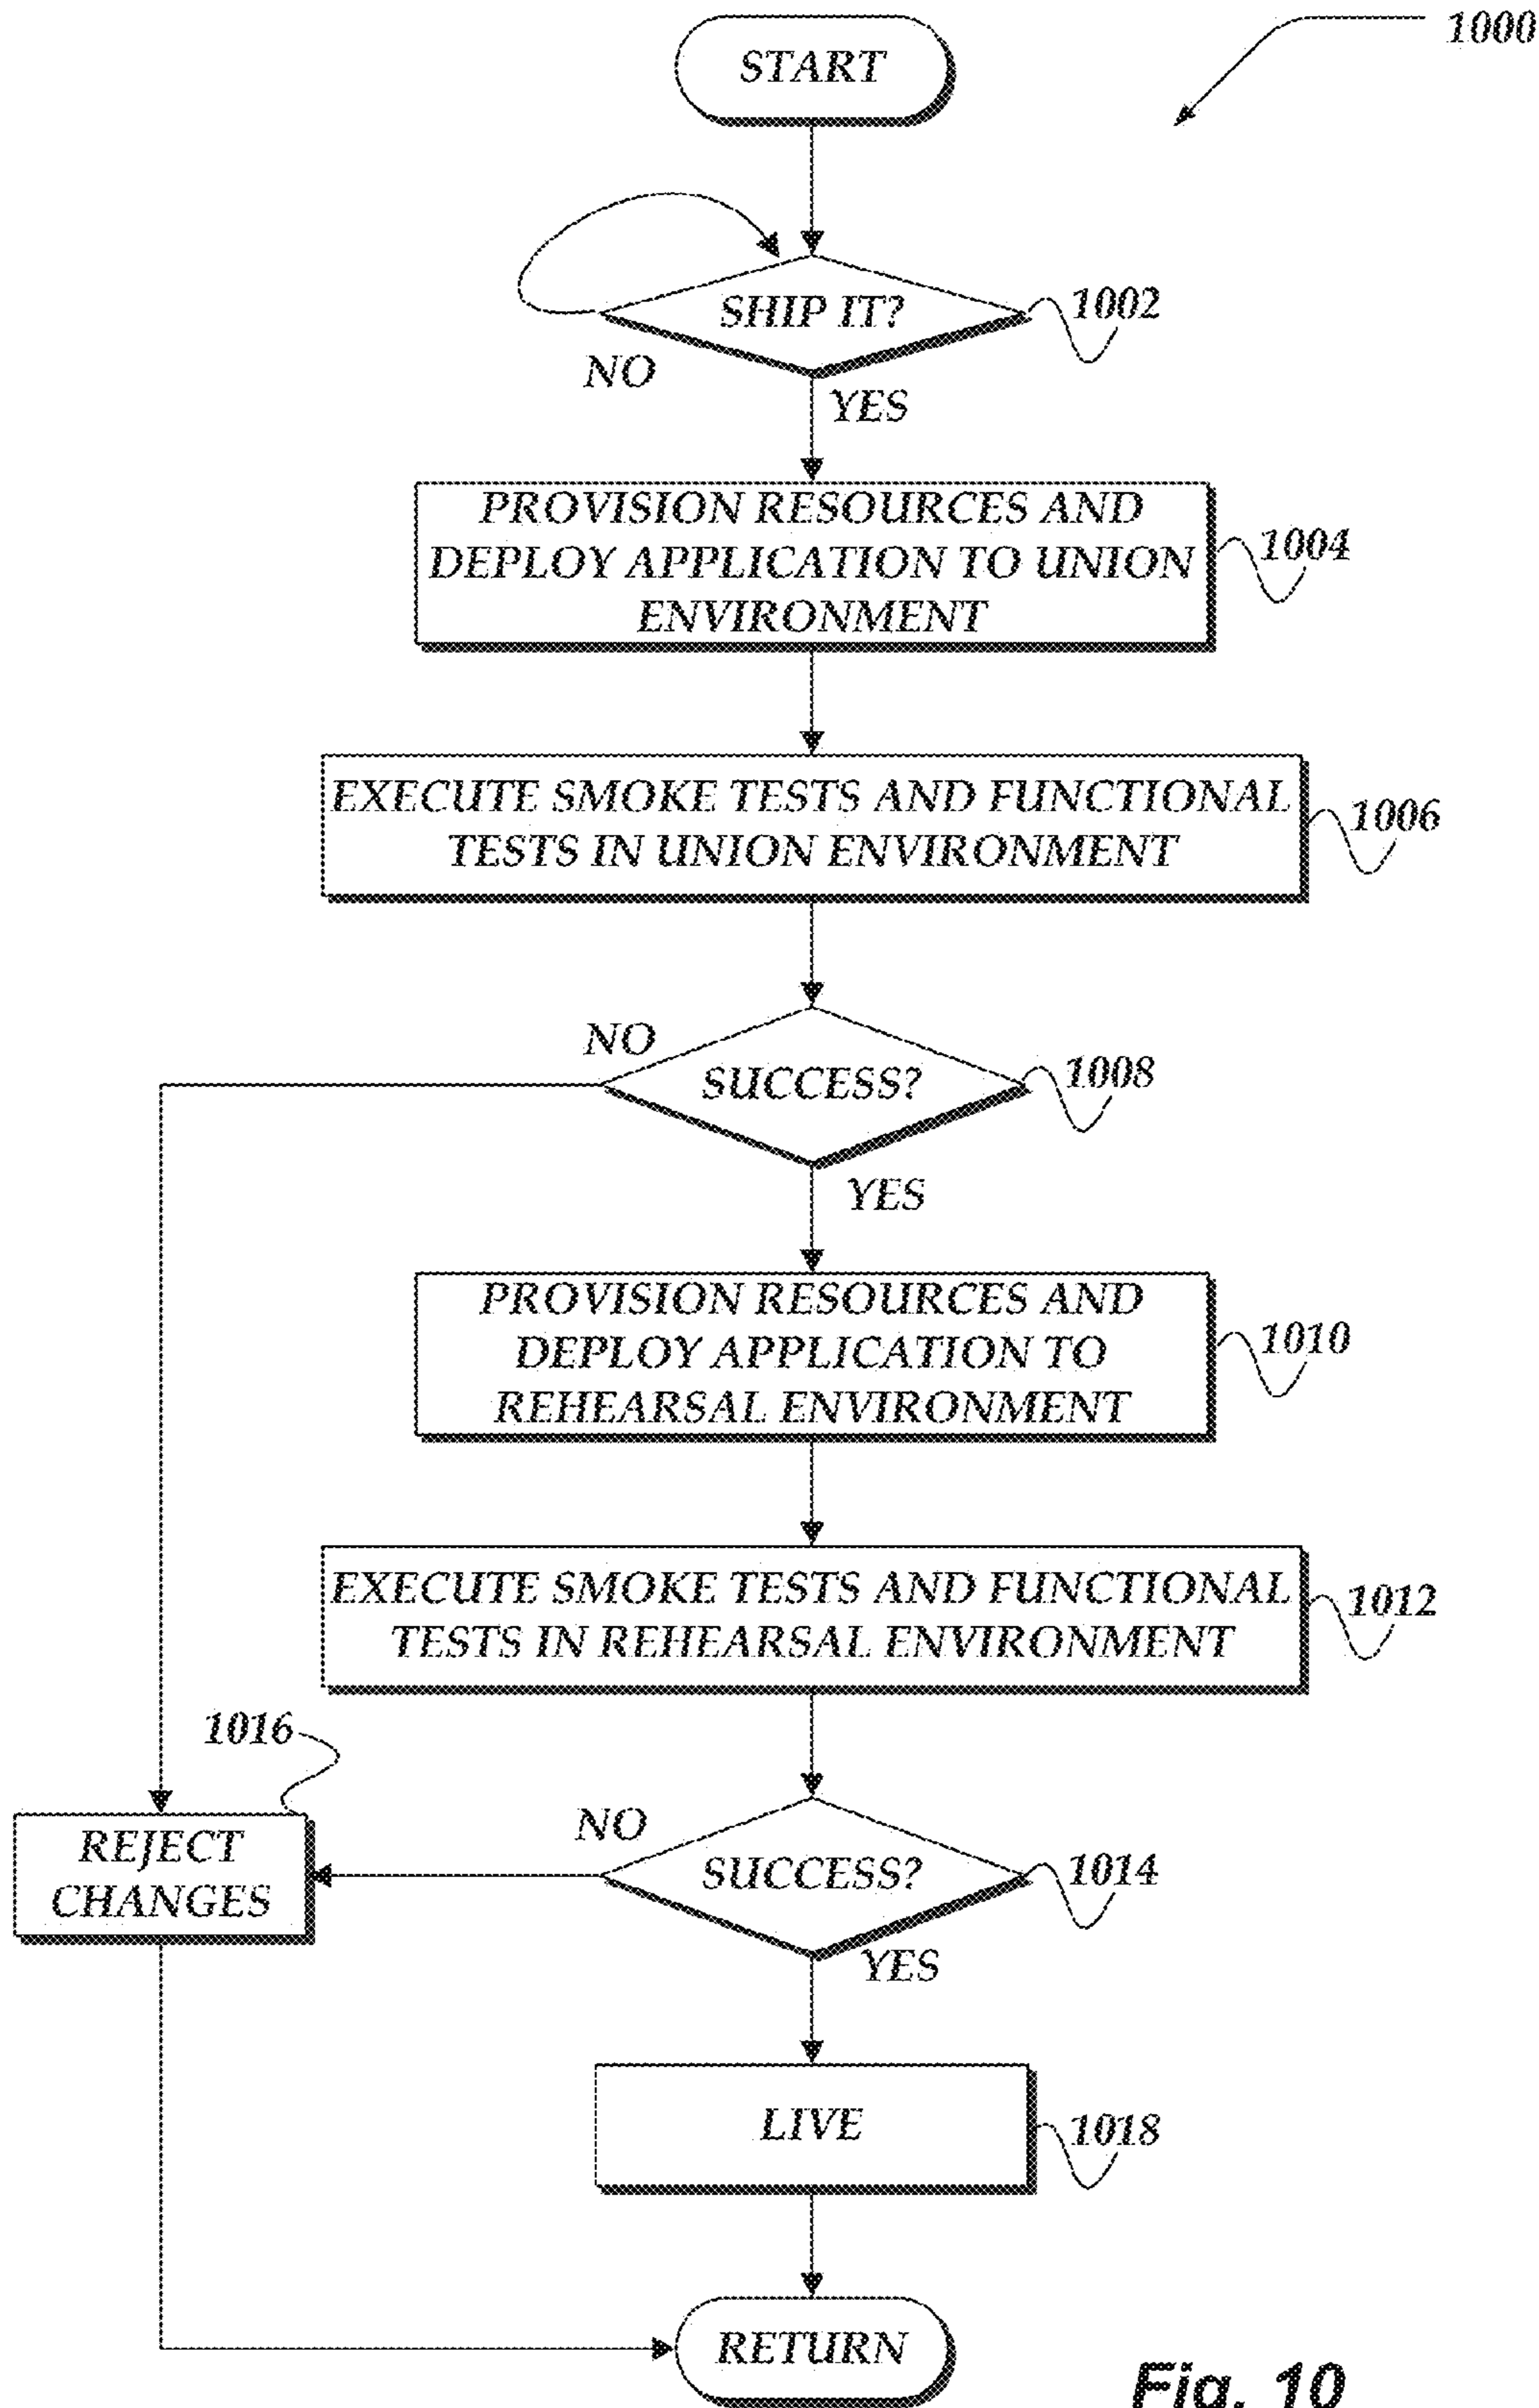 1000
START
SHIP IT?
1002
NO
YES
PROVISION RESOURCES AND
DEPLOY APPLICATION TO UNION
ENVIRONMENT
1004
EXECUTE SMOKE TESTS AND FUNCTIONAL
TESTS IN UNION ENVIRONMENT
1006
NO
SUCCESS?
1008
YES
PROVISION RESOURCES AND
DEPLOY APPLICATION TO
REHEARSAL ENVIRONMENT
1010
EXECUTE SMOKE TESTS AND FUNCTIONAL
TESTS IN REHEARSAL ENVIRONMENT
1012
1016
REJECT
CHANGES
NO
SUCCESS?
1014
YES
LIVE
1018
RETURN
Fig. 10